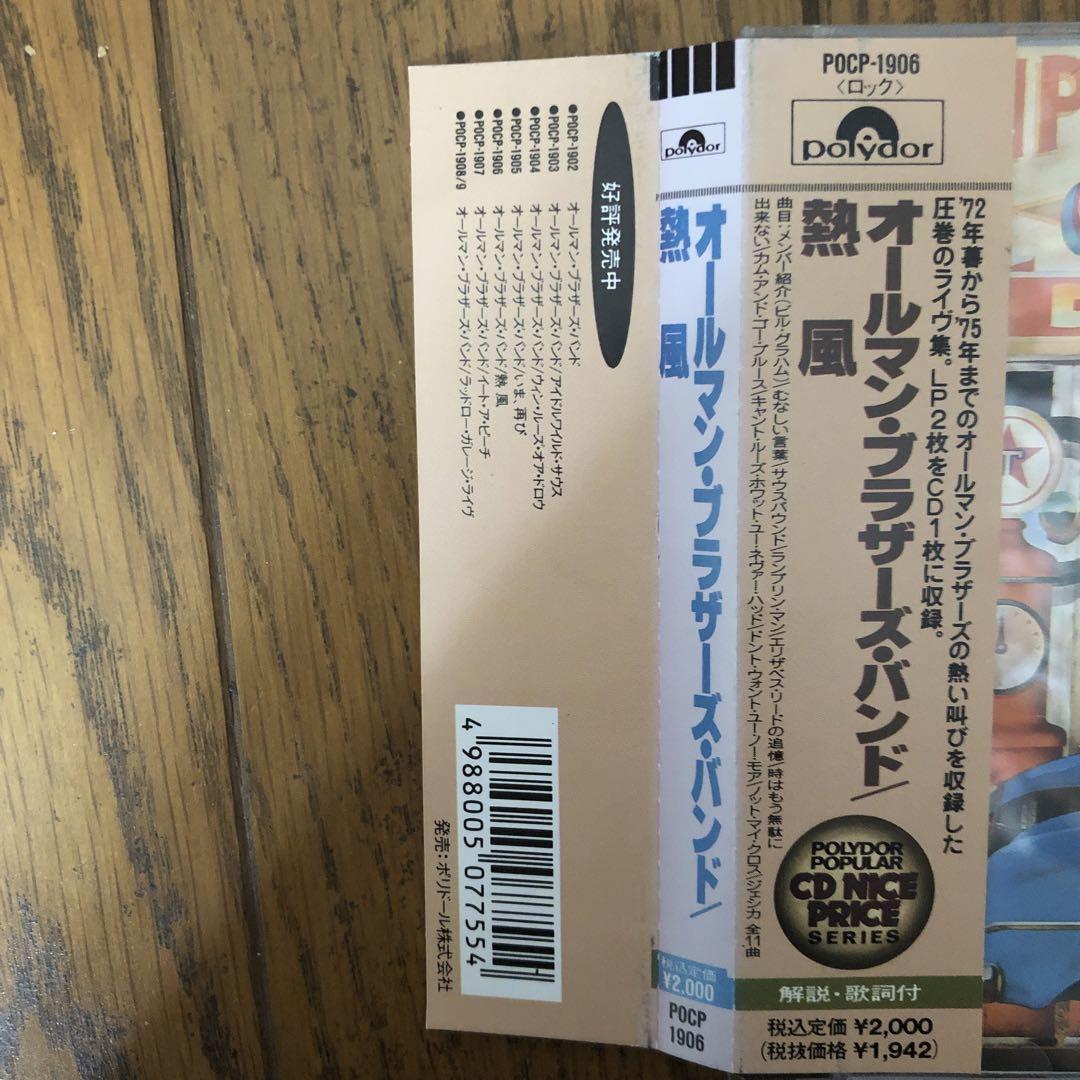 POCP-1906
〈ロック〉
polydor
'72年暮から'75年までのオールマン・ブラザーズの熱い叫びを収録した
圧巻のライヴ集。LP2枚をCD1枚に収録。
オールマン・ブラザーズ・バンド/
熱風
曲目:メンバー紹介(ビル・グラハム)/むなしい言葉/サウスバウンド/ランブリン・マン/エリザベス・リードの追憶/時はもう無駄に
出来ない/カム・アンド・ゴー・ブルース/キャント・ルーズ・ホワット・ユー・ネヴァー・ハッド/ドント・ウォント・ユー・ノー・モア/ノット・マイ・クロス/ジェシカ 全11曲
POLYDOR
POPULAR
CD NICE
PRICE
SERIES
解説・歌詞付
税込定価 ¥2,000
(税抜価格 ¥1,942)
polydor
オールマン・ブラザーズ・バンド/
熱風
税込定価
¥2,000
POCP
1906
好評発売中
●POCP-1902 オールマン・ブラザーズ・バンド
●POCP-1903 オールマン・ブラザーズ・バンド/アイドルワイルド・サウス
●POCP-1904 オールマン・ブラザーズ・バンド/ウィン・ルーズ・オア・ドロウ
●POCP-1905 オールマン・ブラザーズ・バンド/いま、再び
●POCP-1906 オールマン・ブラザーズ・バンド/熱風
●POCP-1907 オールマン・ブラザーズ・バンド/イート・ア・ピーチ
●POCP-1908/9 オールマン・ブラザーズ・バンド/ラッドロー・ガレージ・ライヴ
4 988005 077554
発売:ポリドール株式会社
T